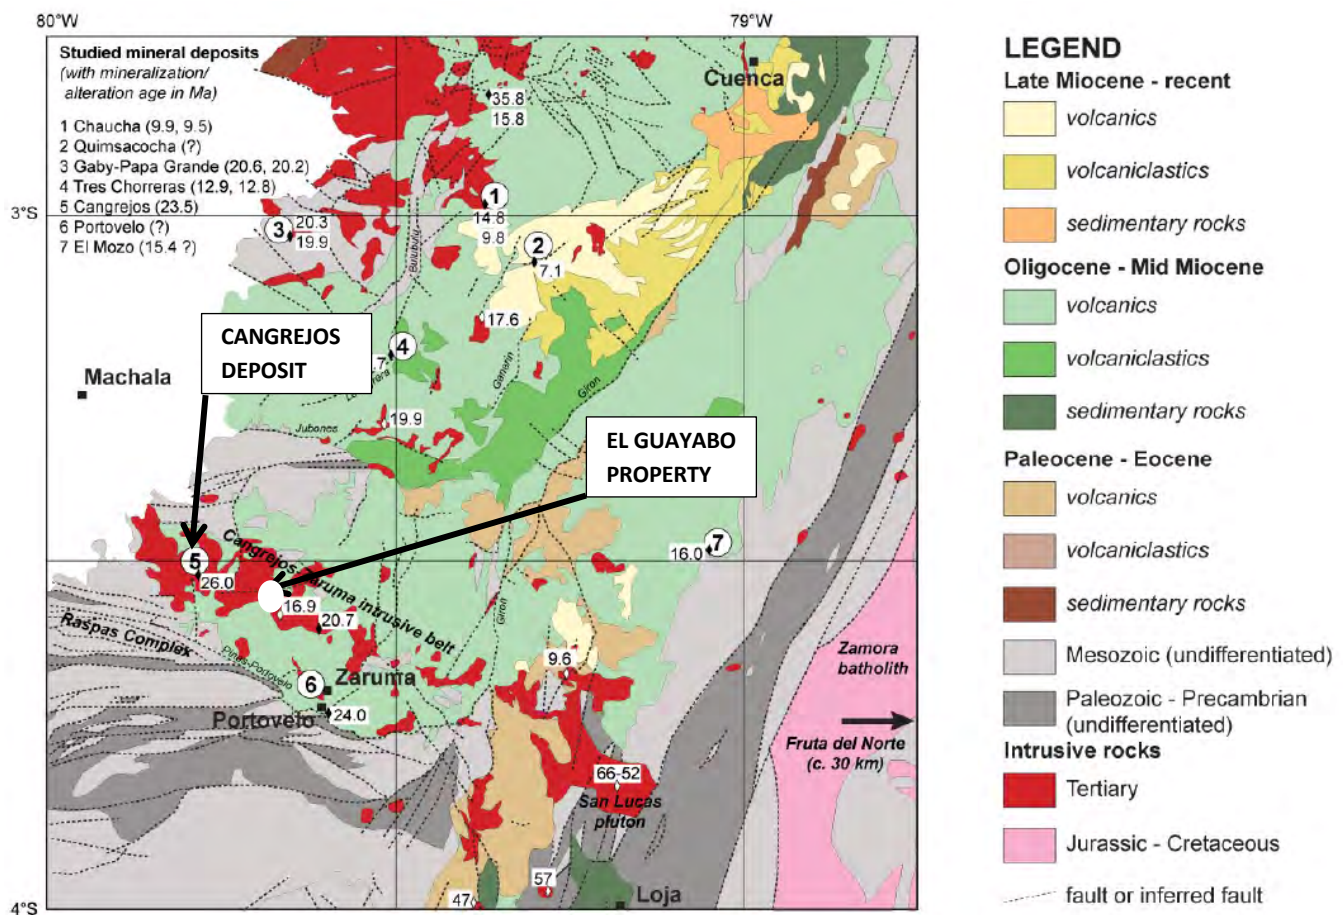 80°W
79°W
Studied mineral deposits
(with mineralization/
alteration age in Ma)
1 Chaucha (9.9, 9.5)
2 Quimsacocha (?)
3 Gaby-Papa Grande (20.6, 20.2)
4 Tres Chorreras (12.9, 12.8)
5 Cangrejos (23.5)
6 Portovelo (?)
7 El Mozo (15.4 ?)
Cuenca
35.8
15.8
3°S
1
14.8
9.8
3
20.3
19.9
Bulubulu
2
7.1
17.6
CANGREJOS
DEPOSIT
4
Machala
Gañarin
Giron
19.9
Jubones
EL GUAYABO
PROPERTY
7
16.0
5
26.0
Cangrejos-Zaruma intrusive belt
16.9
20.7
Giron
Raspas Complex
Piñas-Portovelo
6
Zaruma
Portovelo
24.0
9.6
Zamora
batholith
Fruta del Norte
(c. 30 km)
66-52
San Lucas
pluton
57
47
Loja
4°S
LEGEND
Late Miocene - recent
volcanics
volcaniclastics
sedimentary rocks
Oligocene - Mid Miocene
volcanics
volcaniclastics
sedimentary rocks
Paleocene - Eocene
volcanics
volcaniclastics
sedimentary rocks
Mesozoic (undifferentiated)
Paleozoic - Precambrian
(undifferentiated)
Intrusive rocks
Tertiary
Jurassic - Cretaceous
fault or inferred fault